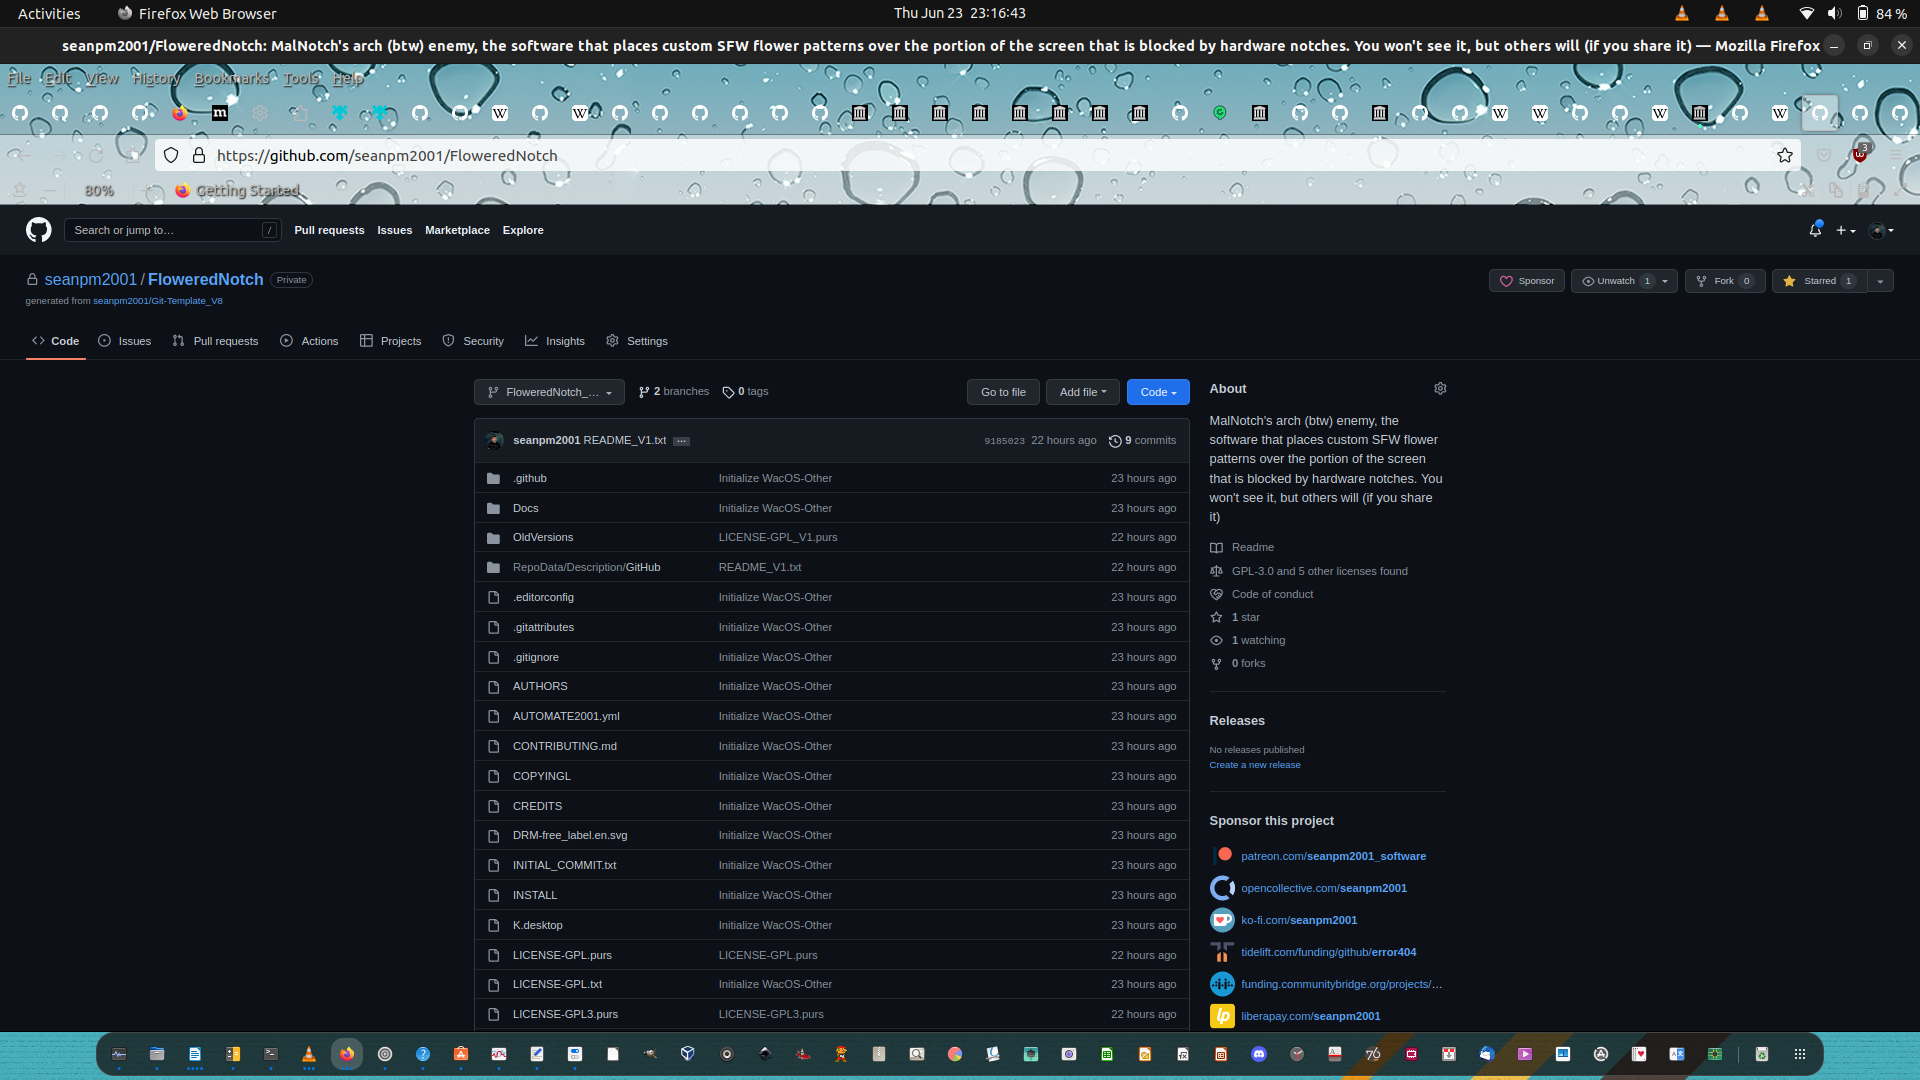 Activities Firefox Web Browser Thu Jun 23 23:16:43 84 %
seanpm2001/FloweredNotch: MalNotch's arch (btw) enemy, the software that places custom SFW flower patterns over the portion of the screen that is blocked by hardware notches. You won't see it, but others will (if you share it) — Mozilla Firefox
File Edit View History Bookmarks Tools Help
https://github.com/seanpm2001/FloweredNotch 3
80% Getting Started
Search or jump to… / Pull requests Issues Marketplace Explore
seanpm2001 / FloweredNotch Private Sponsor Unwatch 1 Fork 0 Starred 1
generated from seanpm2001/Git-Template_V8
Code Issues Pull requests Actions Projects Security Insights Settings
FloweredNotch_… 2 branches 0 tags Go to file Add file Code
seanpm2001 README_V1.txt … 9185023 22 hours ago 9 commits
.github Initialize WacOS-Other 23 hours ago
Docs Initialize WacOS-Other 23 hours ago
OldVersions LICENSE-GPL_V1.purs 22 hours ago
RepoData/Description/GitHub README_V1.txt 22 hours ago
.editorconfig Initialize WacOS-Other 23 hours ago
.gitattributes Initialize WacOS-Other 23 hours ago
.gitignore Initialize WacOS-Other 23 hours ago
AUTHORS Initialize WacOS-Other 23 hours ago
AUTOMATE2001.yml Initialize WacOS-Other 23 hours ago
CONTRIBUTING.md Initialize WacOS-Other 23 hours ago
COPYINGL Initialize WacOS-Other 23 hours ago
CREDITS Initialize WacOS-Other 23 hours ago
DRM-free_label.en.svg Initialize WacOS-Other 23 hours ago
INITIAL_COMMIT.txt Initialize WacOS-Other 23 hours ago
INSTALL Initialize WacOS-Other 23 hours ago
K.desktop Initialize WacOS-Other 23 hours ago
LICENSE-GPL.purs LICENSE-GPL.purs 22 hours ago
LICENSE-GPL.txt Initialize WacOS-Other 23 hours ago
LICENSE-GPL3.purs LICENSE-GPL3.purs 22 hours ago
About
MalNotch's arch (btw) enemy, the
software that places custom SFW flower
patterns over the portion of the screen
that is blocked by hardware notches. You
won't see it, but others will (if you share
it)
Readme
GPL-3.0 and 5 other licenses found
Code of conduct
1 star
1 watching
0 forks
Releases
No releases published
Create a new release
Sponsor this project
patreon.com/seanpm2001_software
opencollective.com/seanpm2001
ko-fi.com/seanpm2001
tidelift.com/funding/github/error404
funding.communitybridge.org/projects/…
liberapay.com/seanpm2001